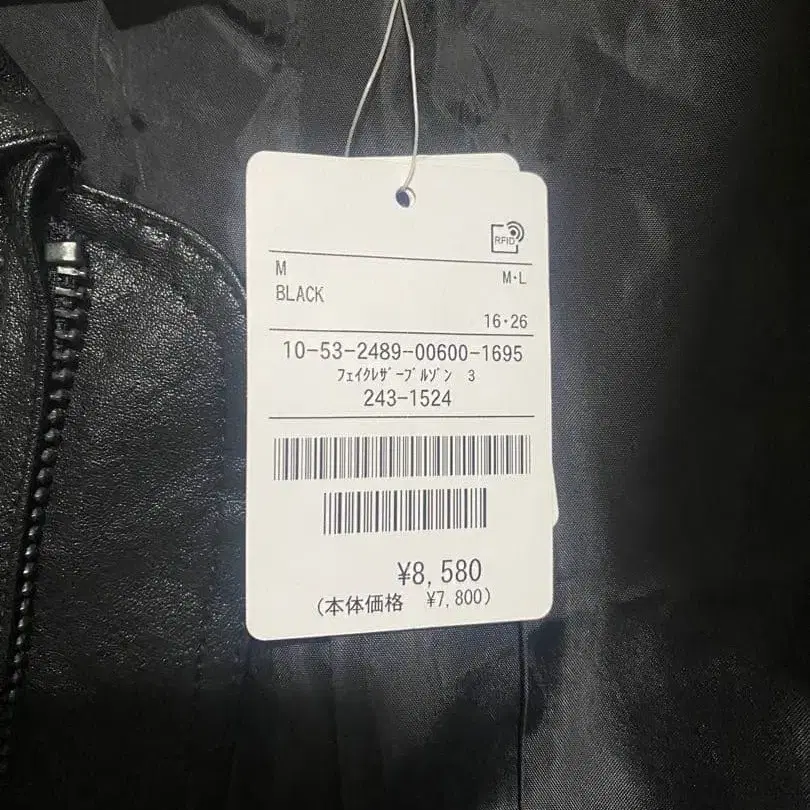 RFID
M
BLACK
M・L
16・26
10-53-2489-00600-1695
ﾌｪｲｸﾚｻﾞｰﾌﾞﾙｿﾞﾝ 3
243-1524
¥8,580
(本体価格 ¥7,800)